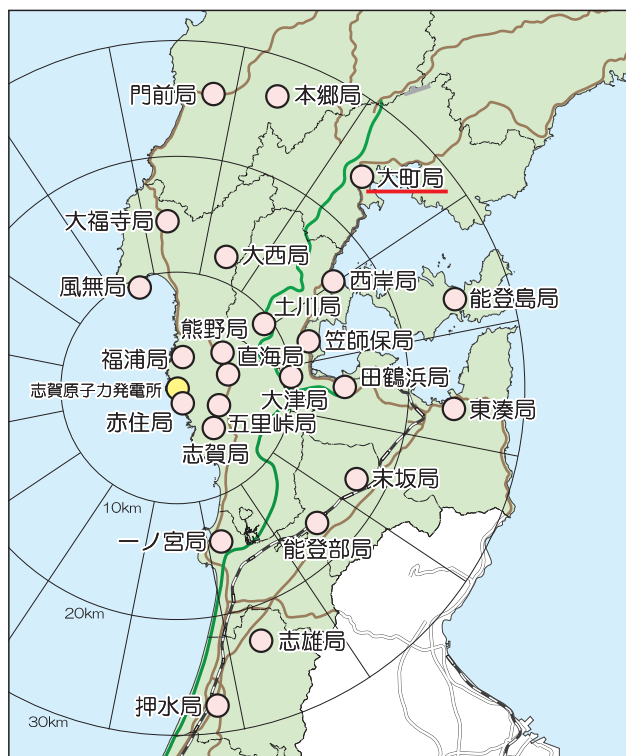 門前局
本郷局
大町局
大福寺局
大西局
風無局
西岸局
能登島局
土川局
熊野局
笠師保局
福浦局
直海局
志賀原子力発電所
田鶴浜局
大津局
赤住局
東湊局
五里峠局
志賀局
末坂局
10km
一ノ宮局
能登部局
20km
志雄局
押水局
30km